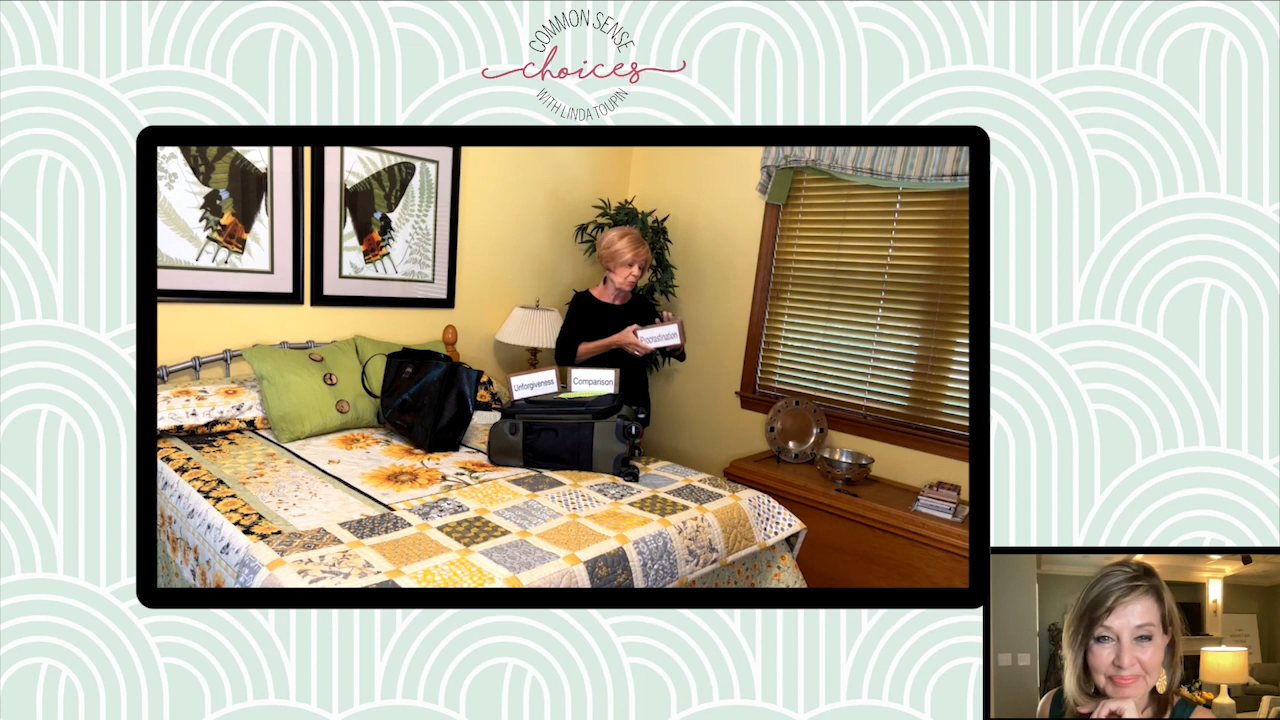 COMMON SENSE
choices
WITH LINDA TOUPIN
Procrastination
Unforgiveness
Comparison